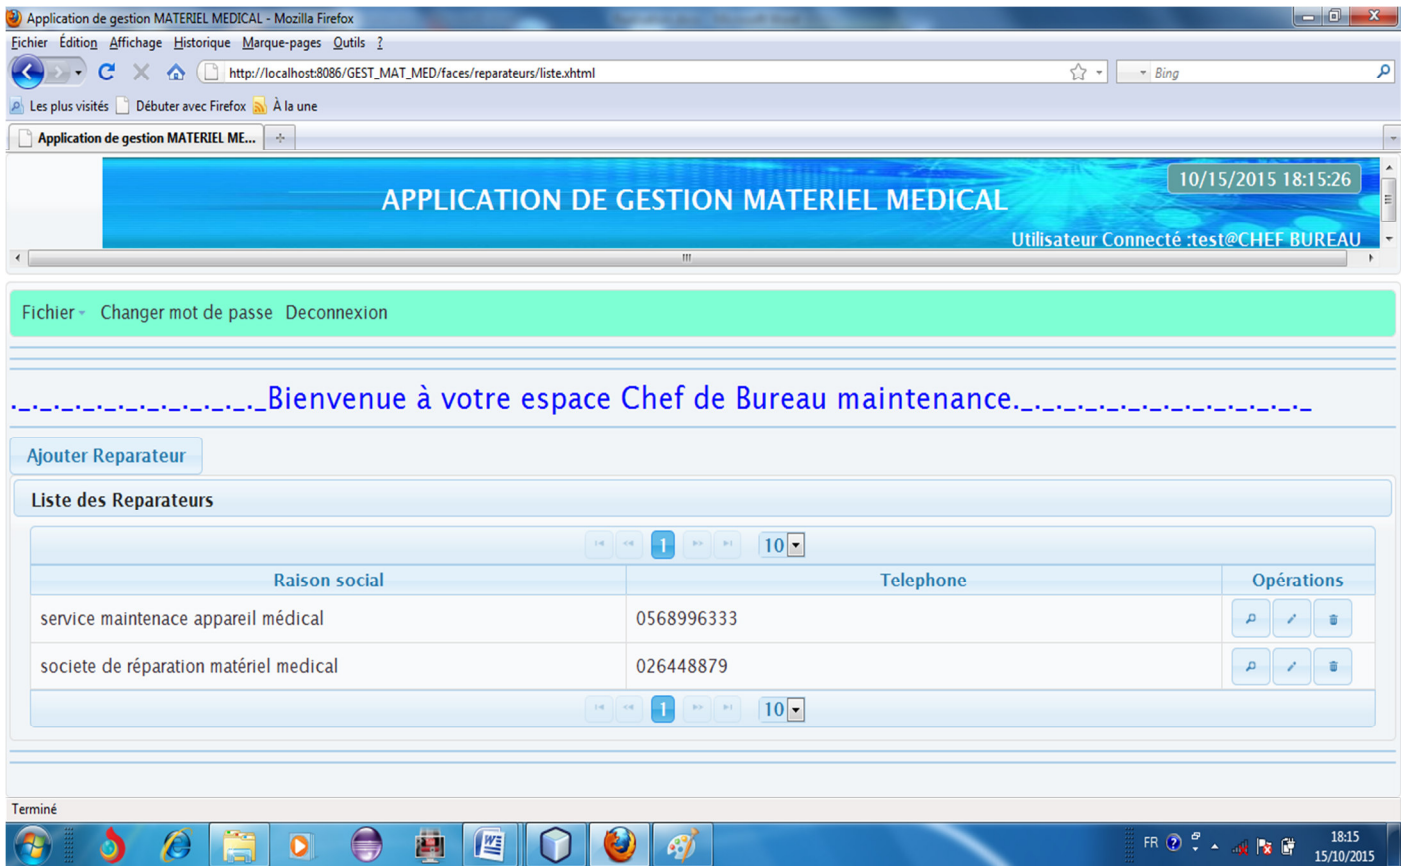 Application de gestion MATERIEL MEDICAL - Mozilla Firefox
Fichier Édition Affichage Historique Marque-pages Outils ?
http://localhost:8086/GEST_MAT_MED/faces/reparateurs/liste.xhtml Bing
Les plus visités Débuter avec Firefox À la une
Application de gestion MATERIEL ME...
10/15/2015 18:15:26
APPLICATION DE GESTION MATERIEL MEDICAL
Utilisateur Connecté :test@CHEF BUREAU
Fichier Changer mot de passe Deconnexion
._._._._._._._._._._._._Bienvenue à votre espace Chef de Bureau maintenance._._._._._._._._._._._._._._
Ajouter Reparateur
Liste des Reparateurs
1 10
Raison social Telephone Opérations
service maintenace appareil médical 0568996333
societe de réparation matériel medical 026448879
1 10
Terminé
FR 18:15
15/10/2015